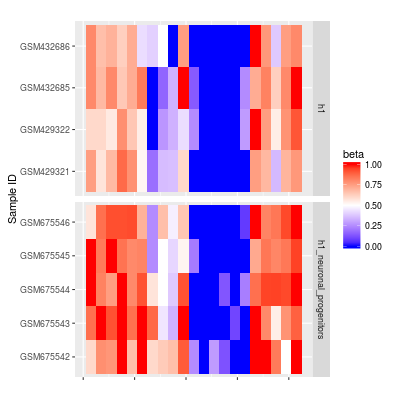 GSM432686
GSM432685
GSM429322
GSM429321
h1
GSM675546
GSM675545
GSM675544
GSM675543
GSM675542
h1_neuronal_progenitors
Sample ID
beta
1.00
0.75
0.50
0.25
0.00